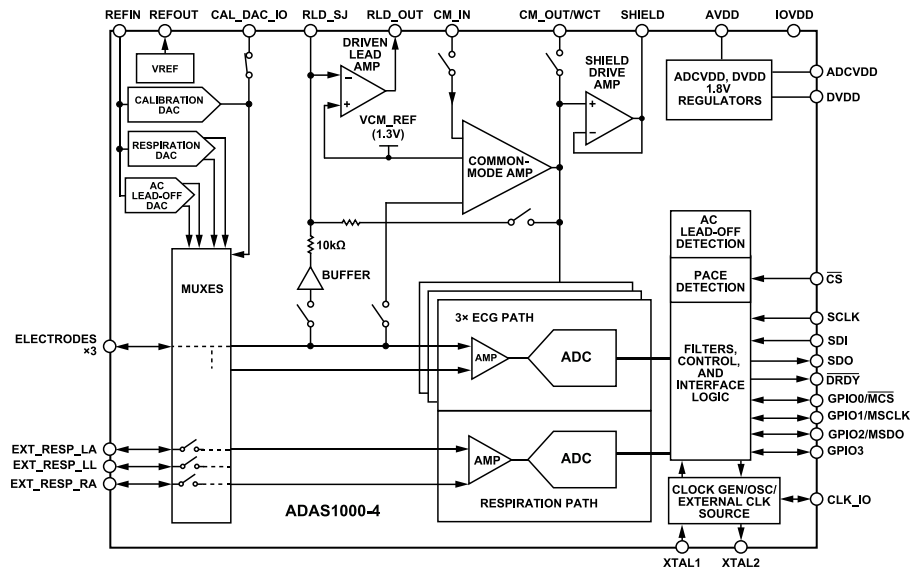 REFIN REFOUT CAL_DAC_IO RLD_SJ RLD_OUT CM_IN CM_OUT/WCT SHIELD AVDD IOVDD
VREF
DRIVEN
LEAD
AMP
SHIELD
DRIVE
AMP
ADCVDD, DVDD
1.8V
REGULATORS
ADCVDD
DVDD
CALIBRATION
DAC
RESPIRATION
DAC
AC
LEAD-OFF
DAC
–
+
VCM_REF
(1.3V)
+
–
COMMON-
MODE AMP
10kΩ
BUFFER
MUXES
AC
LEAD-OFF
DETECTION
PACE
DETECTION
FILTERS,
CONTROL,
AND
INTERFACE
LOGIC
3× ECG PATH
AMP
ADC
AMP
ADC
RESPIRATION PATH
ELECTRODES
×3
EXT_RESP_LA
EXT_RESP_LL
EXT_RESP_RA
CS
SCLK
SDI
SDO
DRDY
GPIO0/MCS
GPIO1/MSCLK
GPIO2/MSDO
GPIO3
CLOCK GEN/OSC/
EXTERNAL CLK
SOURCE
CLK_IO
ADAS1000-4
XTAL1 XTAL2